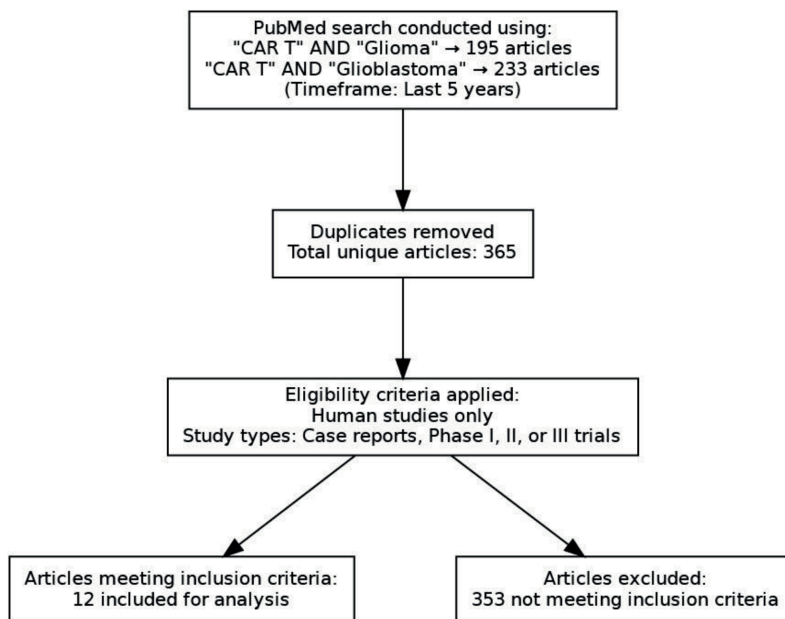 PubMed search conducted using:
"CAR T" AND "Glioma" → 195 articles
"CAR T" AND "Glioblastoma" → 233 articles
(Timeframe: Last 5 years)
Duplicates removed
Total unique articles: 365
Eligibility criteria applied:
Human studies only
Study types: Case reports, Phase I, II, or III trials
Articles meeting inclusion criteria:
12 included for analysis
Articles excluded:
353 not meeting inclusion criteria